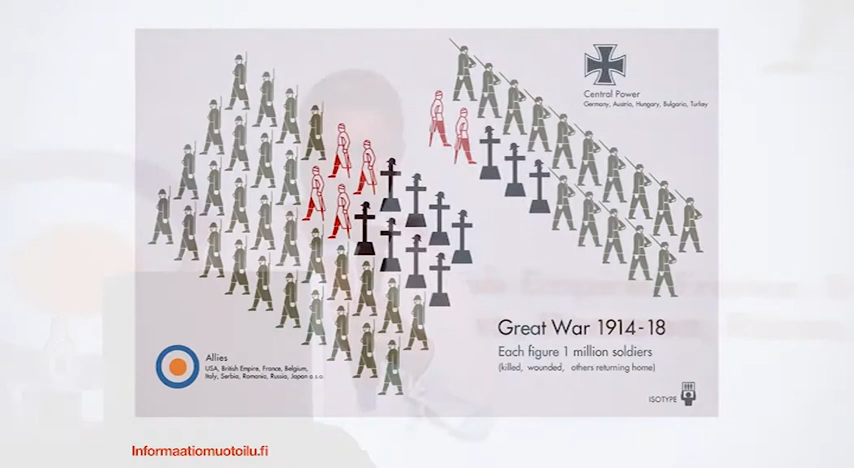 Central Power
Germany, Austria, Hungary, Bulgaria, Turkey
Great War 1914-18
Each figure 1 million soldiers
(killed, wounded, others returning home)
Allies
USA, British Empire, France, Belgium,
Italy, Serbia, Romania, Russia, Japan a.s.o.
ISOTYPE
Informaatiomuotoilu.fi